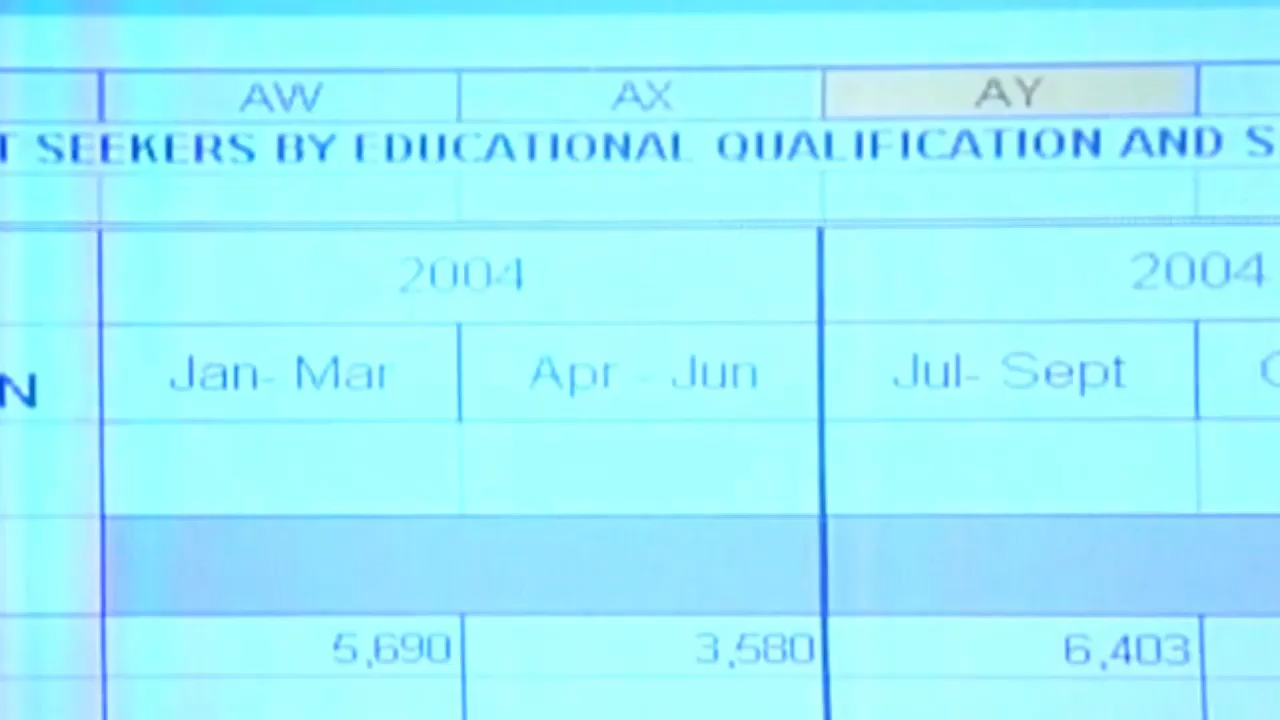 AW AX AY
T SEEKERS BY EDUCATIONAL QUALIFICATION AND S
2004 2004
N Jan- Mar Apr - Jun Jul- Sept
5,690 3,580 6,403